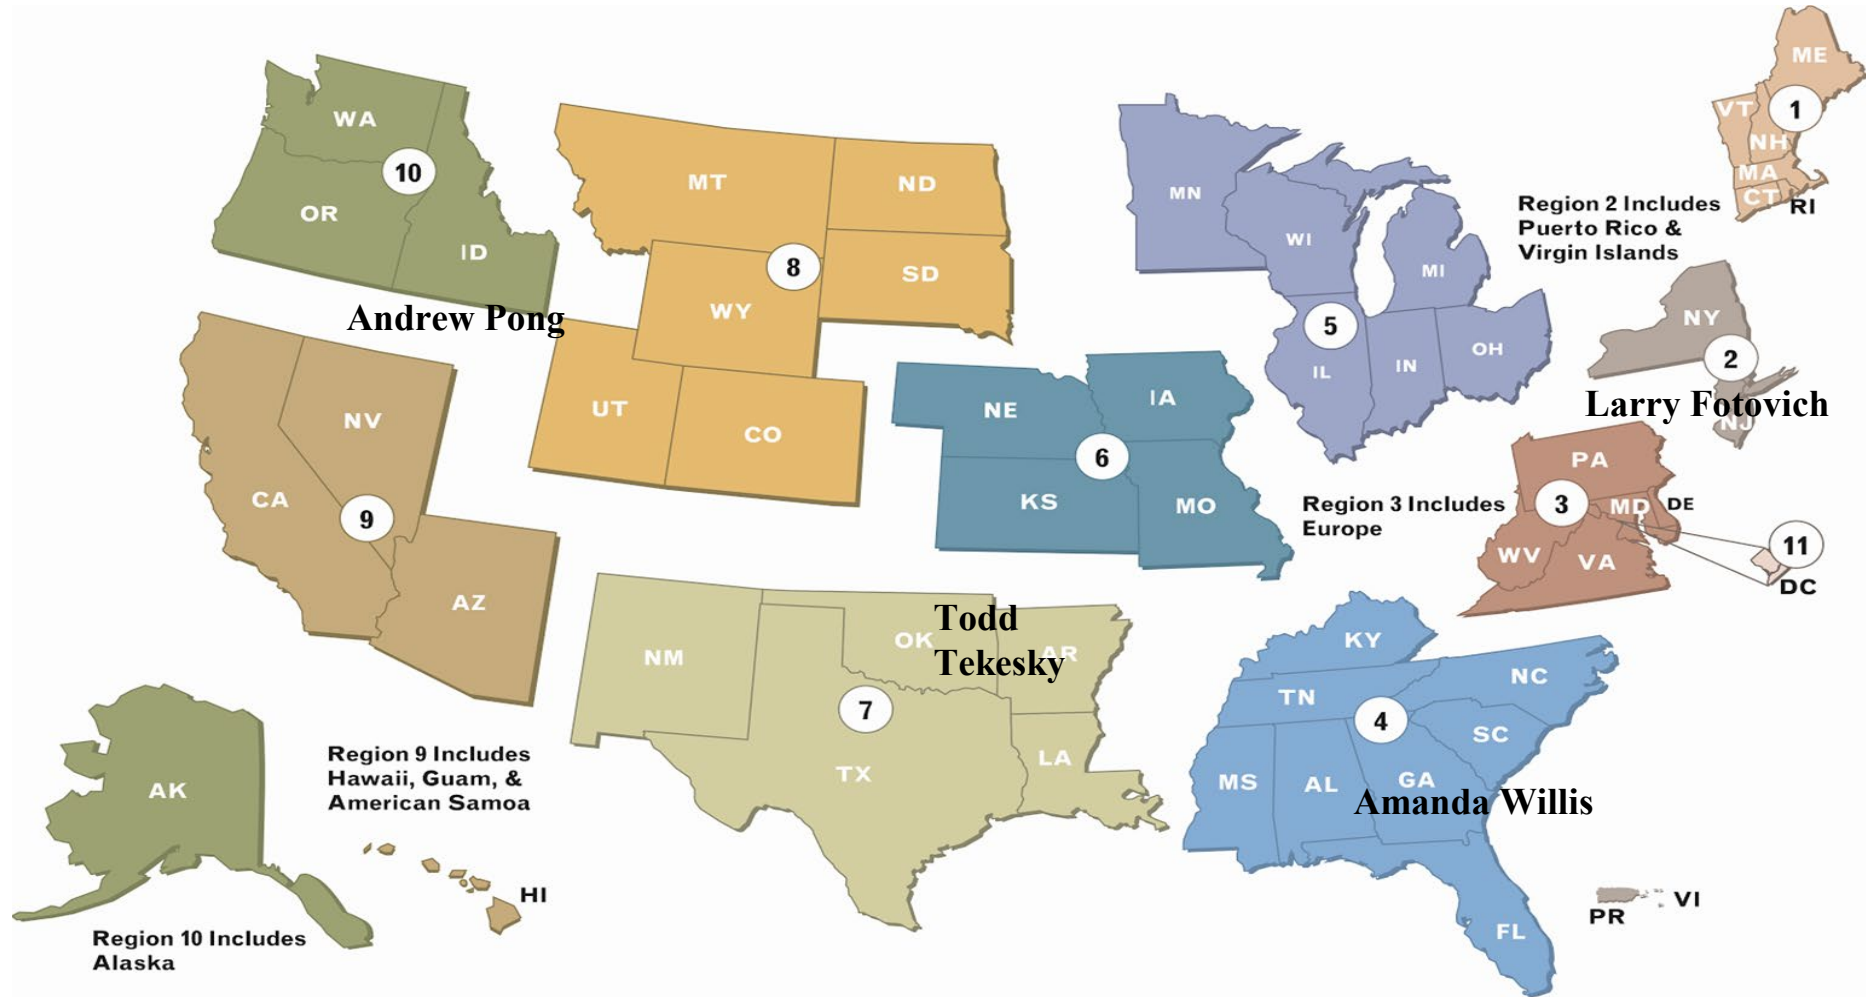 ME
VT
1
NH
MA
CT
RI
WA
10
OR
ID
MT
ND
8
SD
WY
UT
CO
Andrew Pong
MN
WI
MI
5
IL
IN
OH
Region 2 Includes
Puerto Rico &
Virgin Islands
NY
2
Larry Fotovich
NJ
NV
CA
9
AZ
NE
IA
6
KS
MO
Region 3 Includes
Europe
PA
3
MD
DE
WV
VA
11
DC
NM
OK
Todd
Tekesky
AR
7
TX
LA
KY
TN
NC
4
SC
MS
AL
GA
Amanda Willis
FL
AK
Region 10 Includes
Alaska
Region 9 Includes
Hawaii, Guam, &
American Samoa
HI
PR
VI